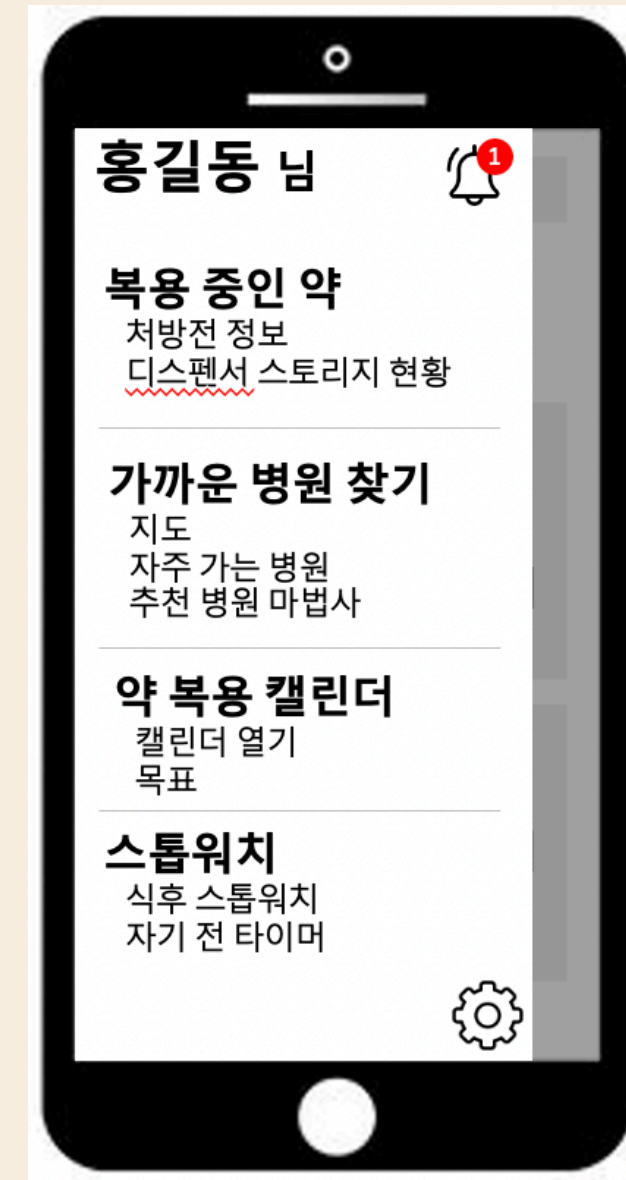 홍길동 님
1
복용 중인 약
처방전 정보
디스펜서 스토리지 현황
가까운 병원 찾기
지도
자주 가는 병원
추천 병원 마법사
약 복용 캘린더
캘린더 열기
목표
스톱워치
식후 스톱워치
자기 전 타이머